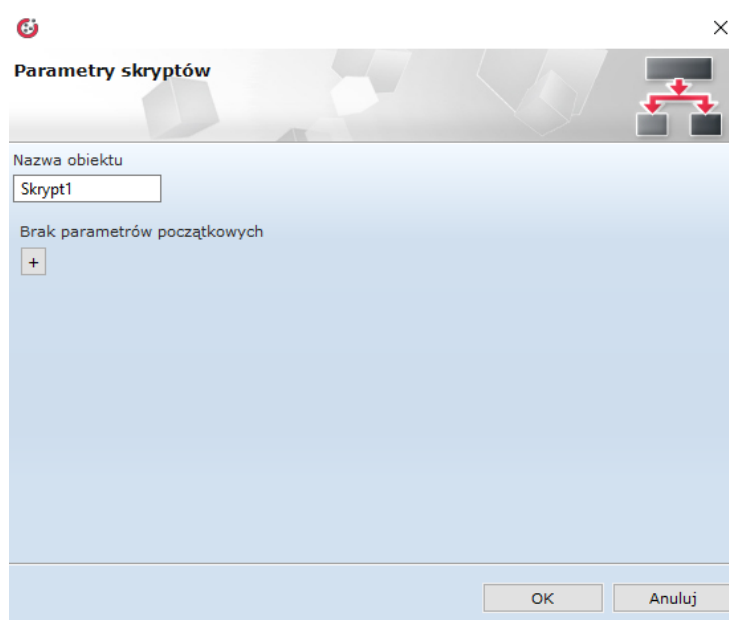 Parametry skryptów
Nazwa obiektu
Skrypt1
Brak parametrów początkowych
+
OK
Anuluj